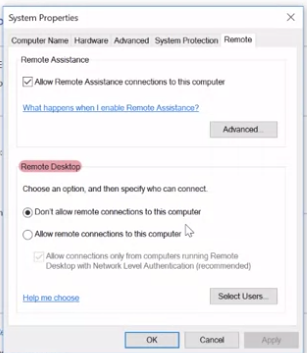 System Properties
Computer Name Hardware Advanced System Protection Remote
Remote Assistance
Allow Remote Assistance connections to this computer
What happens when I enable Remote Assistance?
Advanced...
Remote Desktop
Choose an option, and then specify who can connect.
Don't allow remote connections to this computer
Allow remote connections to this computer
Allow connections only from computers running Remote
Desktop with Network Level Authentication (recommended)
Help me choose
Select Users...
OK Cancel Apply